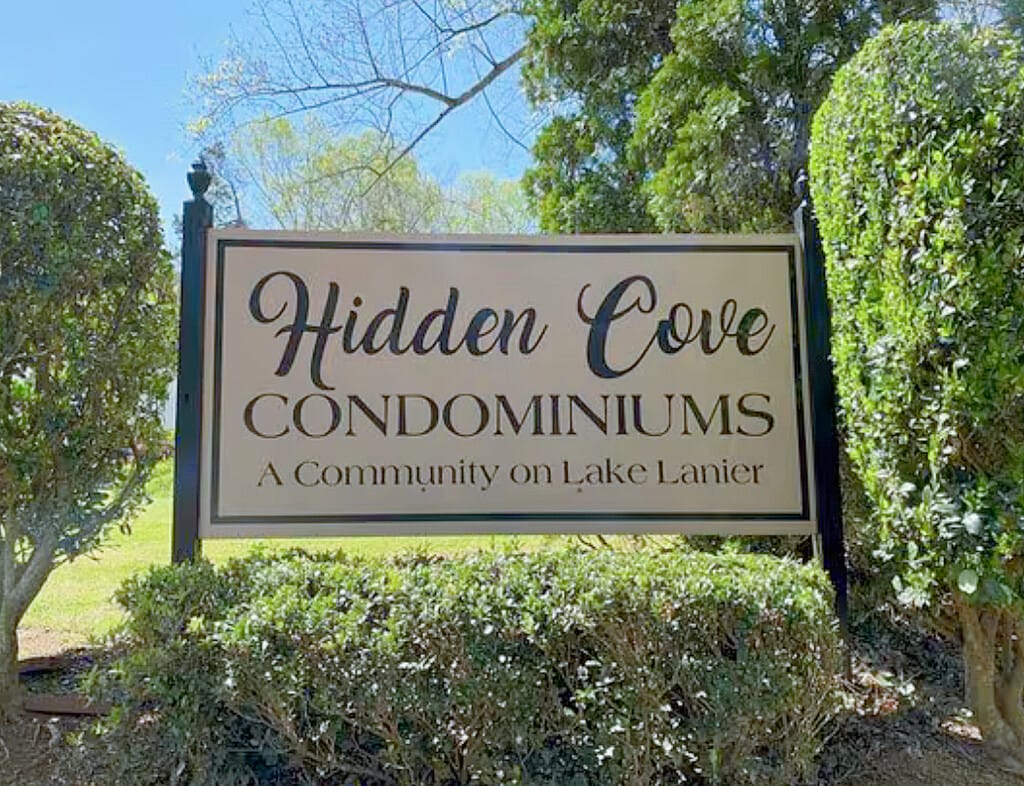 Hidden Cove
CONDOMINIUMS
A Community on Lake Lanier